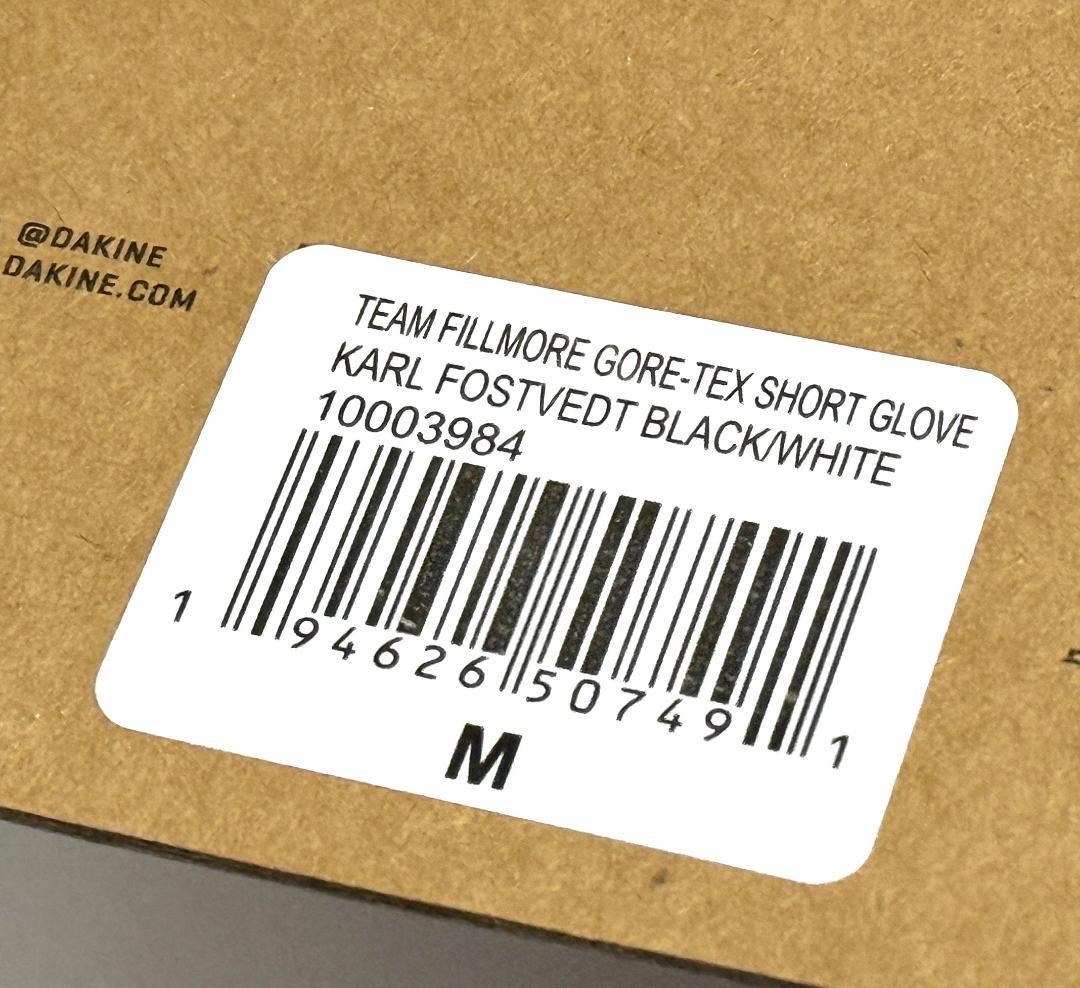 @DAKINE
DAKINE.COM
TEAM FILLMORE GORE-TEX SHORT GLOVE
KARL FOSTVEDT BLACK/WHITE
10003984
1 94626 50749 1
M